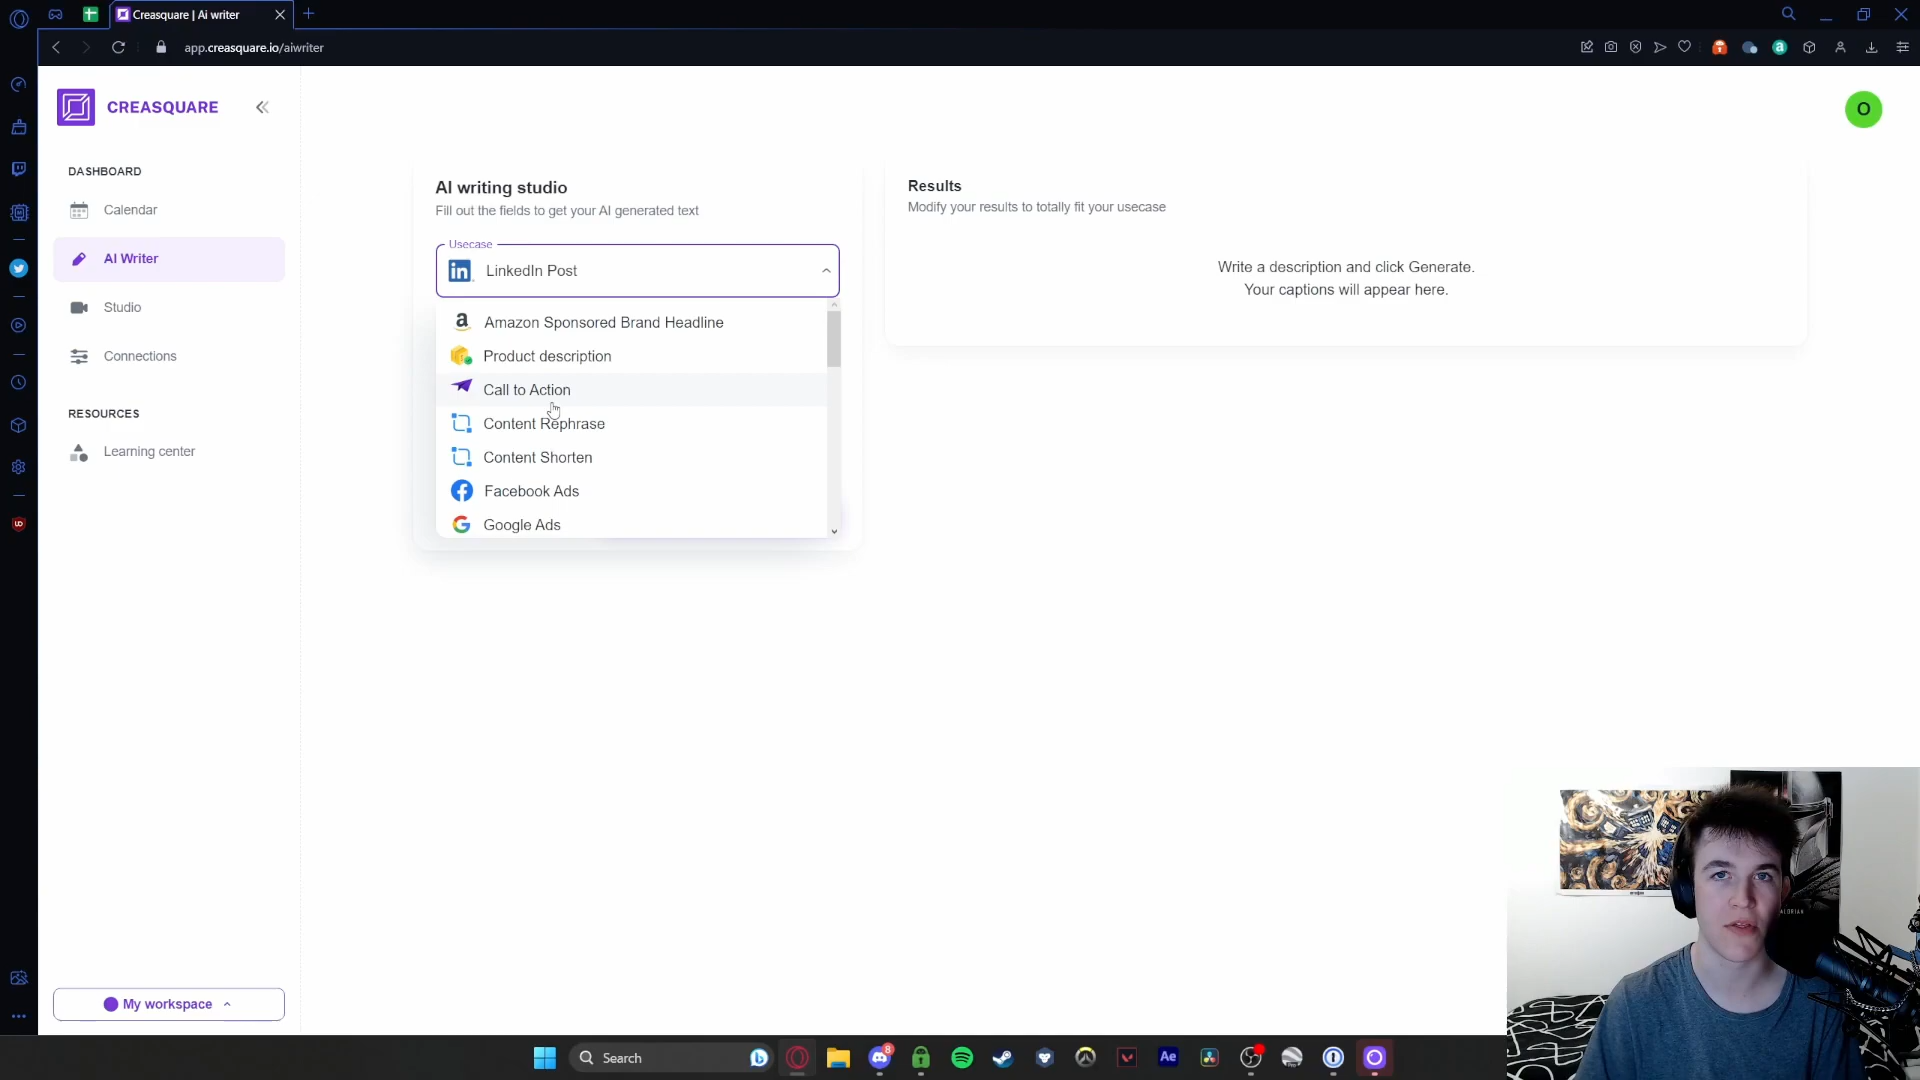 Creasquare | Ai writer
app.creasquare.io/aiwriter
CREASQUARE
O
DASHBOARD
Calendar
AI Writer
Studio
Connections
RESOURCES
Learning center
My workspace
AI writing studio
Fill out the fields to get your AI generated text
Usecase
in LinkedIn Post
Amazon Sponsored Brand Headline
Product description
Call to Action
Content Rephrase
Content Shorten
Facebook Ads
Google Ads
Results
Modify your results to totally fit your usecase
Write a description and click Generate.
Your captions will appear here.
Search
8
Ae